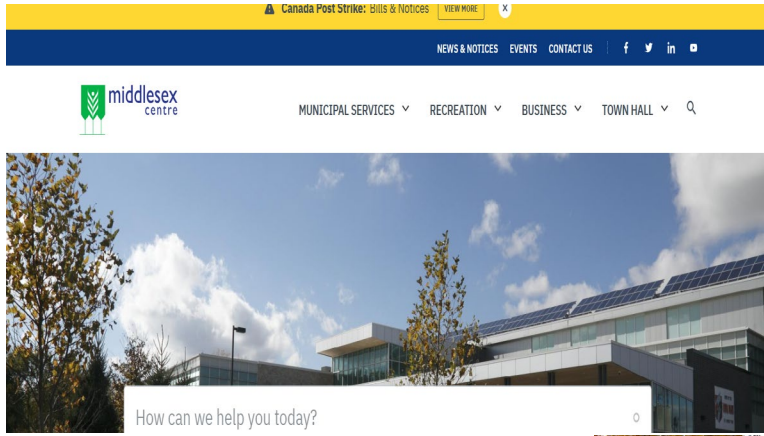 Canada Post Strike: Bills & Notices VIEW MORE X
NEWS & NOTICES EVENTS CONTACT US
middlesex
centre
MUNICIPAL SERVICES RECREATION BUSINESS TOWN HALL
How can we help you today?